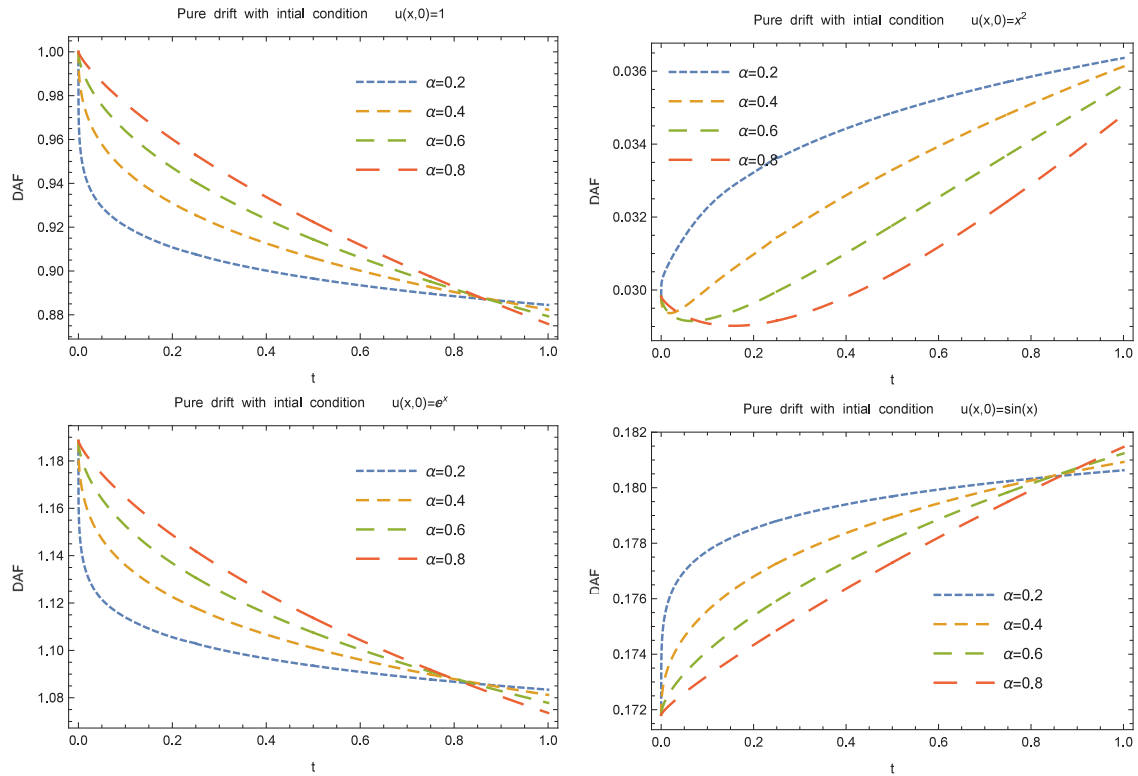 Pure drift with intial condition u(x,0)=1
DAF
1.00
0.98
0.96
0.94
0.92
0.90
0.88
α=0.2
α=0.4
α=0.6
α=0.8
0.0 0.2 0.4 0.6 0.8 1.0
t
Pure drift with intial condition u(x,0)=x²
DAF
0.036
0.034
0.032
0.030
α=0.2
α=0.4
α=0.6
α=0.8
0.0 0.2 0.4 0.6 0.8 1.0
t
Pure drift with intial condition u(x,0)=eˣ
DAF
1.18
1.16
1.14
1.12
1.10
1.08
α=0.2
α=0.4
α=0.6
α=0.8
0.0 0.2 0.4 0.6 0.8 1.0
t
Pure drift with intial condition u(x,0)=sin(x)
DAF
0.182
0.180
0.178
0.176
0.174
0.172
α=0.2
α=0.4
α=0.6
α=0.8
0.0 0.2 0.4 0.6 0.8 1.0
t